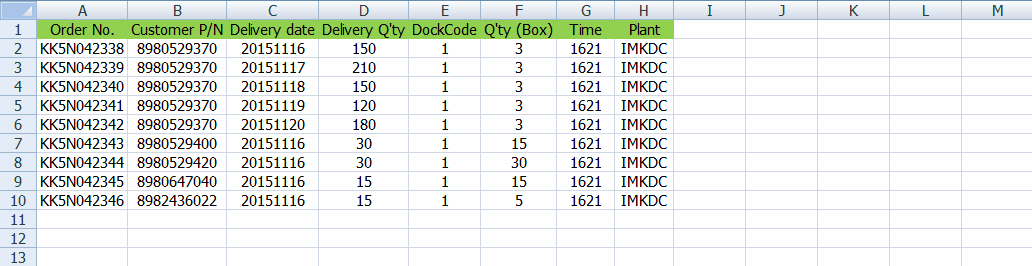 A B C D E F G H I J K L M
1 Order No. Customer P/N Delivery date Delivery Q'ty DockCode Q'ty (Box) Time Plant
2 KK5N042338 8980529370 20151116 150 1 3 1621 IMKDC
3 KK5N042339 8980529370 20151117 210 1 3 1621 IMKDC
4 KK5N042340 8980529370 20151118 150 1 3 1621 IMKDC
5 KK5N042341 8980529370 20151119 120 1 3 1621 IMKDC
6 KK5N042342 8980529370 20151120 180 1 3 1621 IMKDC
7 KK5N042343 8980529400 20151116 30 1 15 1621 IMKDC
8 KK5N042344 8980529420 20151116 30 1 30 1621 IMKDC
9 KK5N042345 8980647040 20151116 15 1 15 1621 IMKDC
10 KK5N042346 8982436022 20151116 15 1 5 1621 IMKDC
11
12
13